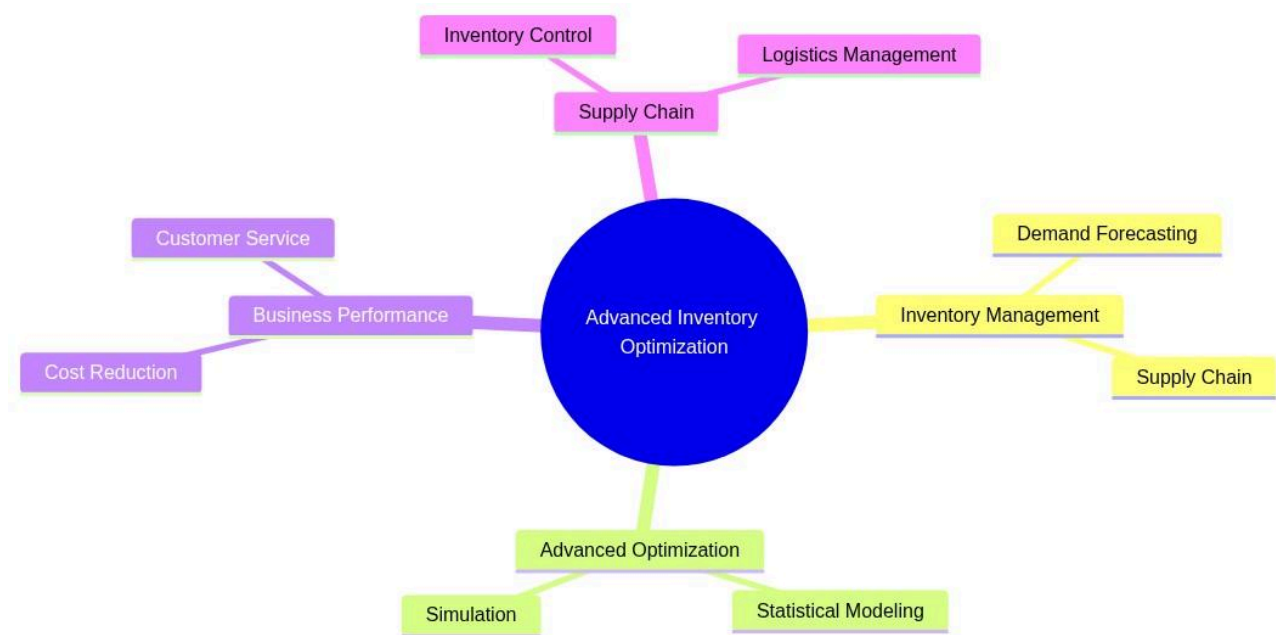 Inventory Control
Logistics Management
Supply Chain
Customer Service
Demand Forecasting
Business Performance
Advanced Inventory
Optimization
Inventory Management
Cost Reduction
Supply Chain
Advanced Optimization
Simulation
Statistical Modeling